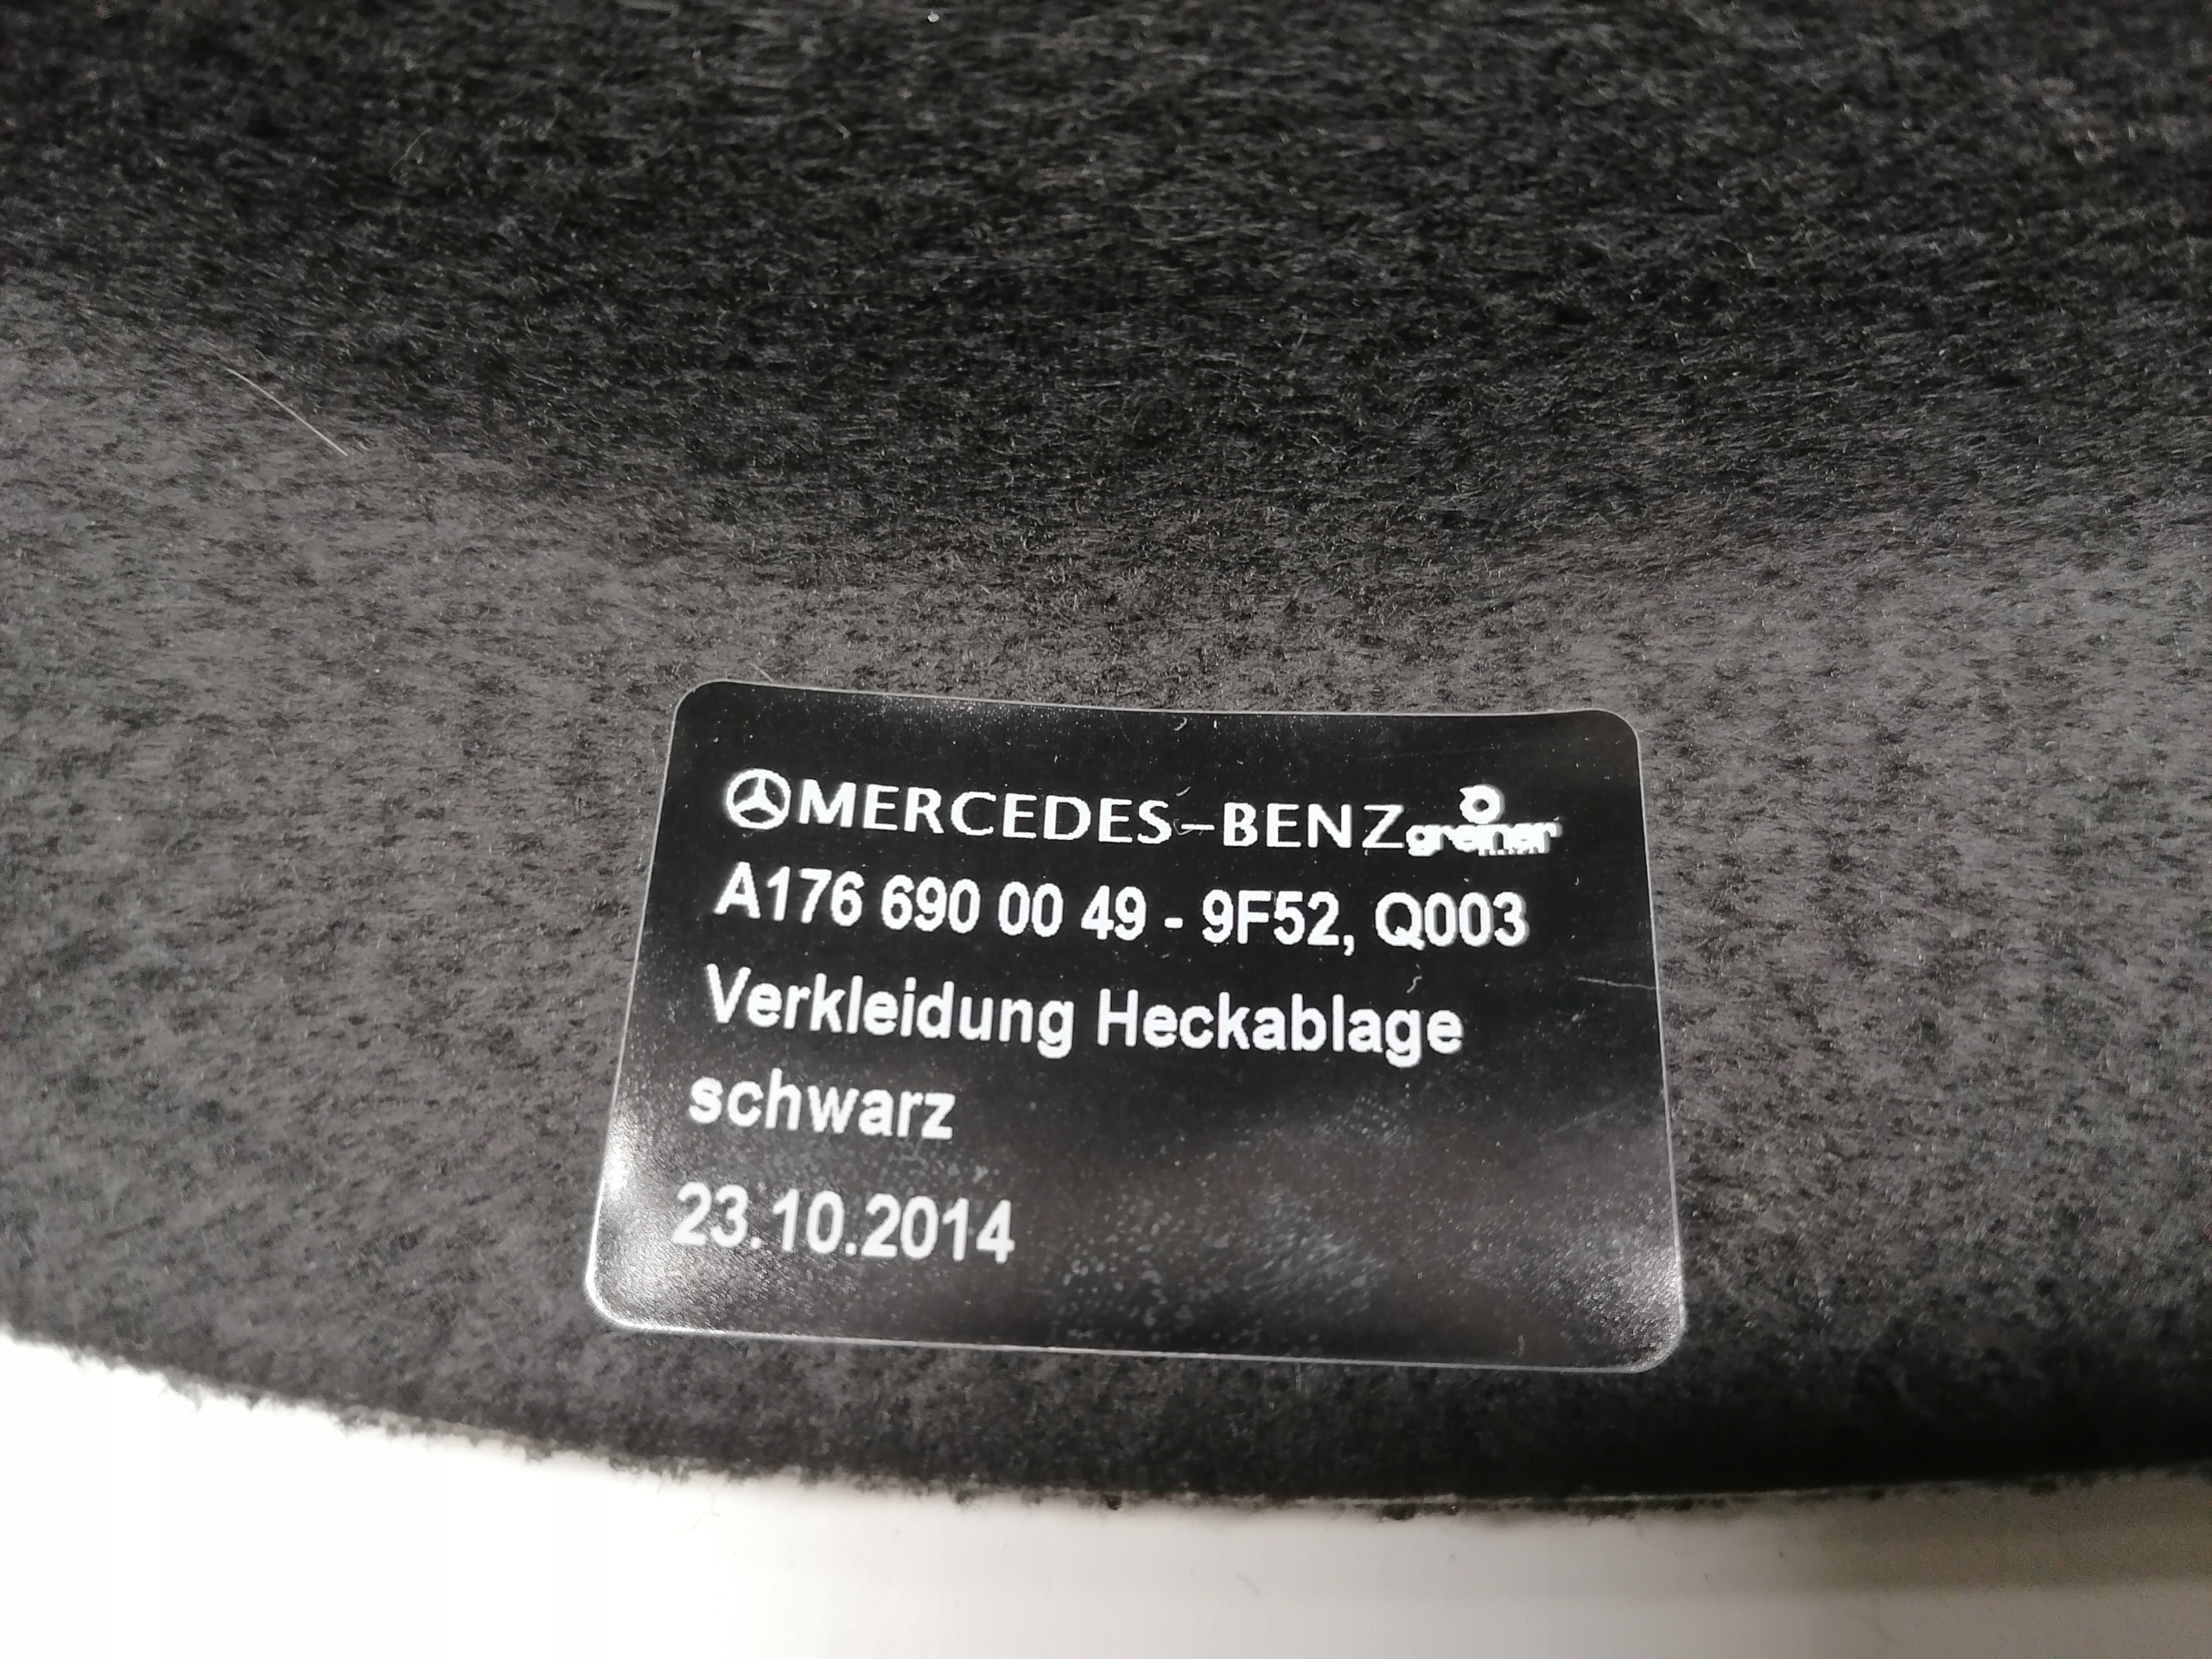 MERCEDES-BENZ greiner
A176 690 00 49 - 9F52, Q003
Verkleidung Heckablage
schwarz
23.10.2014